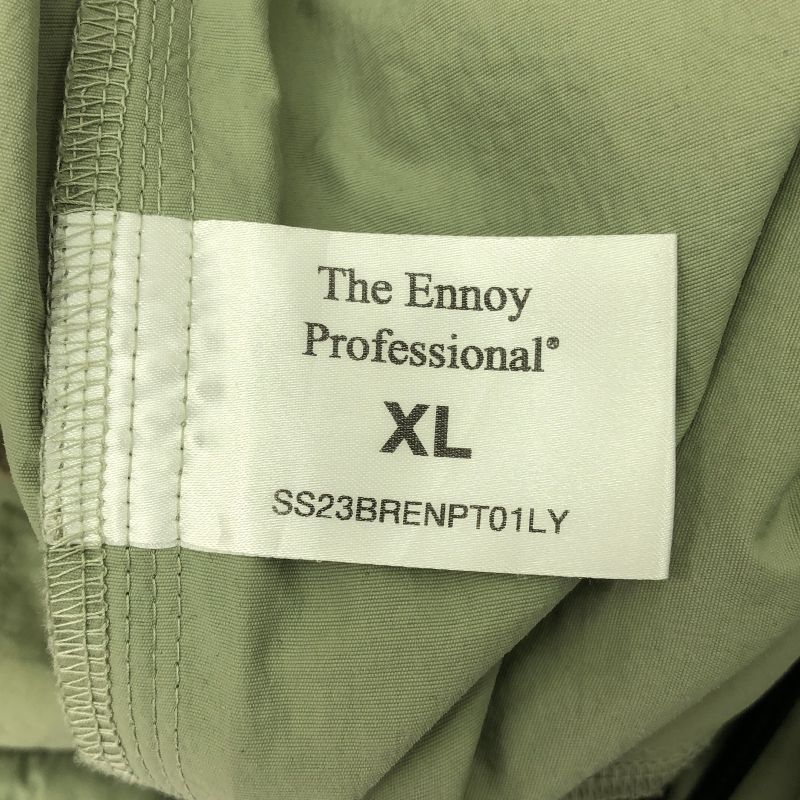 The Ennoy
Professional®
XL
SS23BRENPT01LY